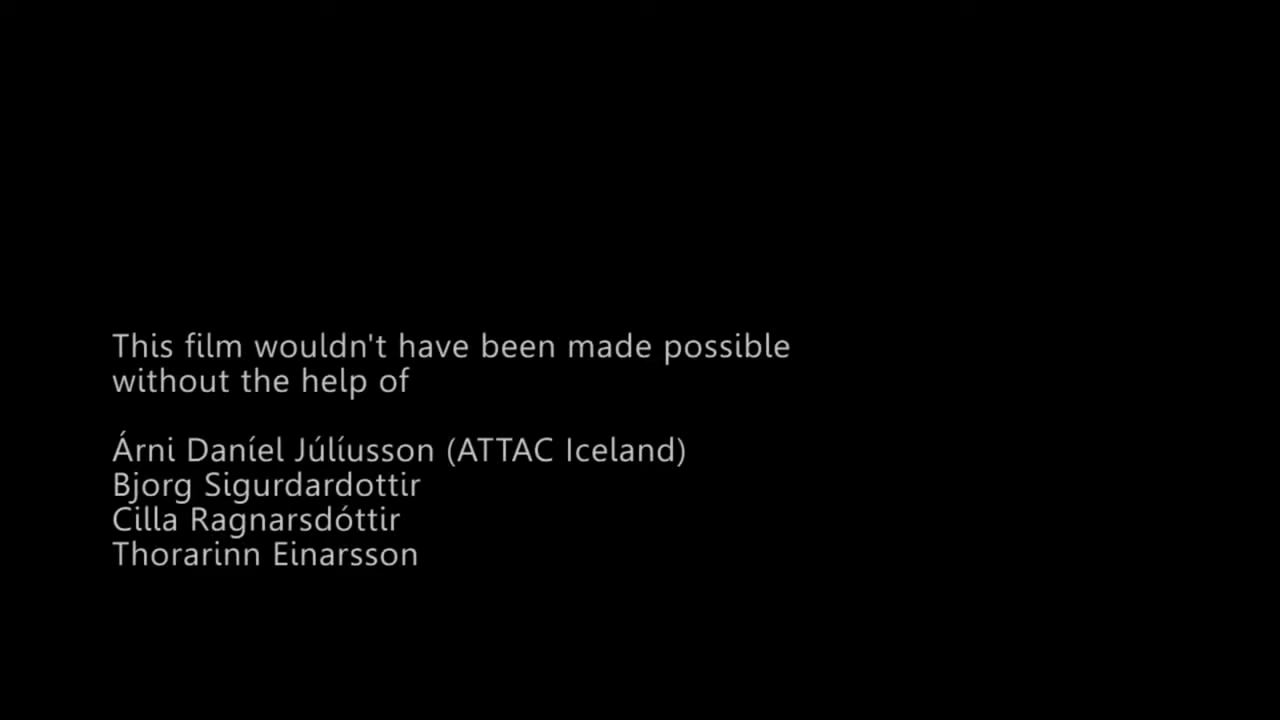 This film wouldn't have been made possible
without the help of
Árni Daníel Júlíusson (ATTAC Iceland)
Bjorg Sigurdardottir
Cilla Ragnarsdóttir
Thorarinn Einarsson